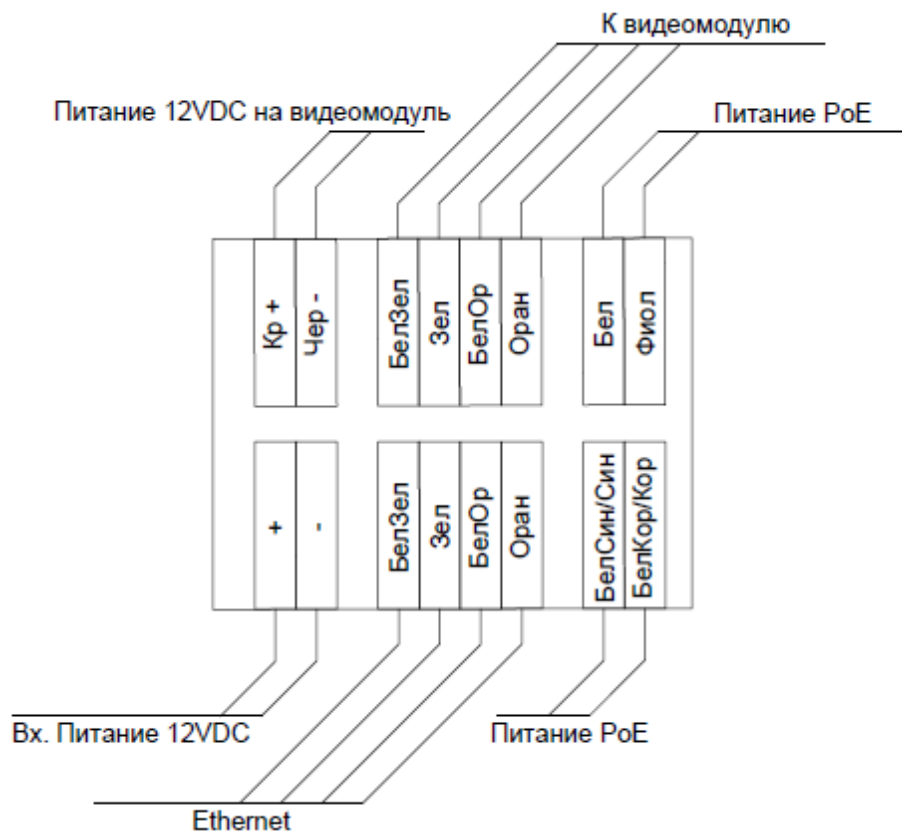 К видеомодулю
Питание 12VDC на видеомодуль
Питание PoE
Кр +
Чер -
БелЗел
Зел
БелОр
Оран
Бел
Фиол
+
-
БелЗел
Зел
БелОр
Оран
БелСин/Син
БелКор/Кор
Вх. Питание 12VDC
Питание PoE
Ethernet